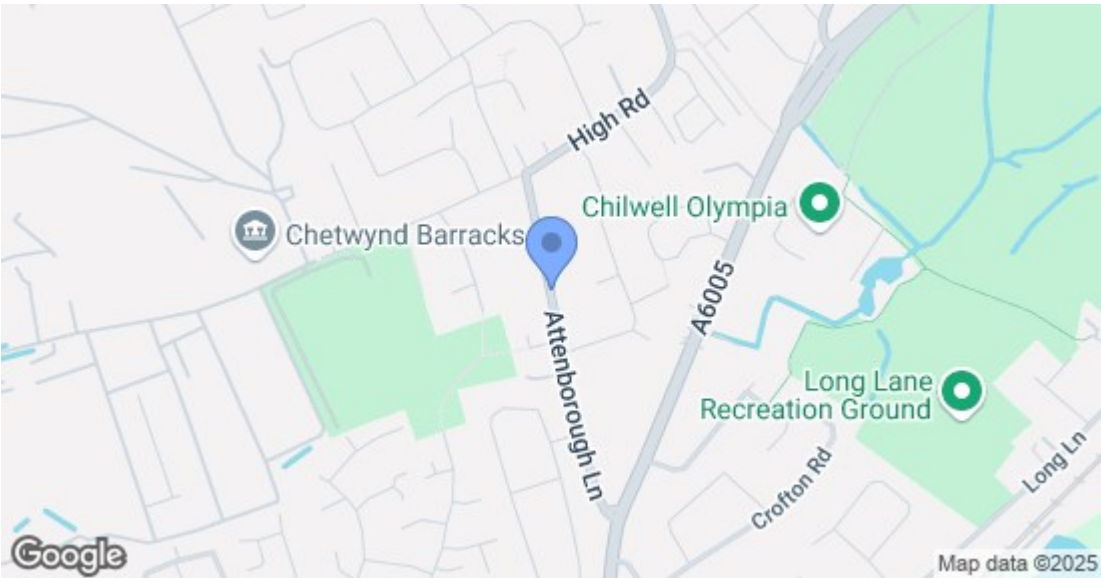 High Rd
Chilwell Olympia
Chetwynd Barracks
A6005
Attenborough Ln
Long Lane
Recreation Ground
Long Ln
Crofton Rd
Google
Map data ©2025